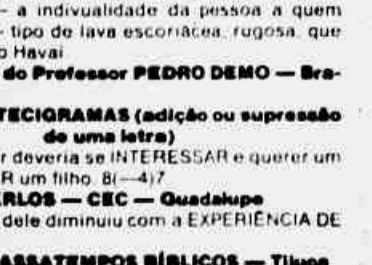 – a indivualidade da pessoa a quem
– tipo de lava escoriácea, rugosa, que
o Havaí
do Professor PEDRO DEMO — Bra-
TECIGRAMAS (adição ou supressão
de uma letra)
r deveria se INTERESSAR e querer um
R um filho. 8(—4)7
RLOS — CEC — Guadalupe
dele diminuiu com a EXPERIÊNCIA DE
ASSATEMPOS BÍBLICOS — Tijuca